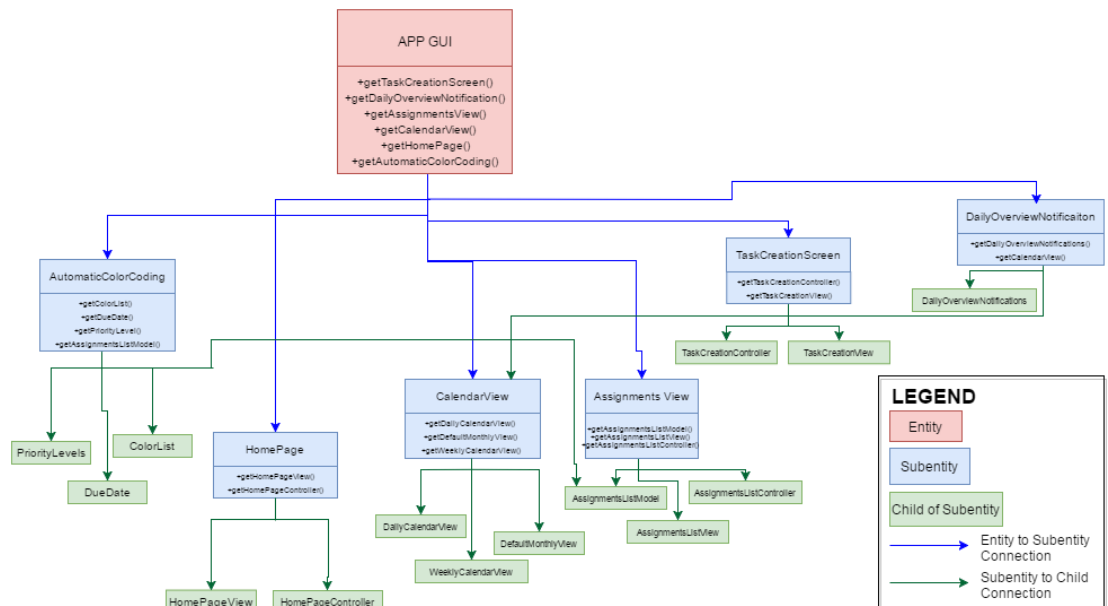 APP GUI
+getTaskCreationScreen()
+getDailyOverviewNotification()
+getAssignmentsView()
+getCalendarView()
+getHomePage()
+getAutomaticColorCoding()
DailyOverviewNotificaiton
+getDailyOverviewNotifications()
+getCalendarView()
TaskCreationScreen
+getTaskCreationController()
+getTaskCreationView()
AutomaticColorCoding
+getColorList()
+getDueDate()
+getPriorityLevel()
+getAssignmentsListModel()
DailyOverviewNotifications
TaskCreationController
TaskCreationView
CalendarView
+getDailyCalendarView()
+getDefaultMonthlyView()
+getWeeklyCalendarView()
Assignments View
+getAssignmentsListModel()
+getAssignmentsListView()
+getAssignmentsListController()
HomePage
+getHomePageView()
+getHomePageController()
PriorityLevels
ColorList
DueDate
AssignmentsListModel
AssignmentsListController
AssignmentsListView
DailyCalendarView
DefaultMonthlyView
WeeklyCalendarView
HomePageView
HomePageController
LEGEND
Entity
Subentity
Child of Subentity
Entity to Subentity
Connection
Subentity to Child
Connection